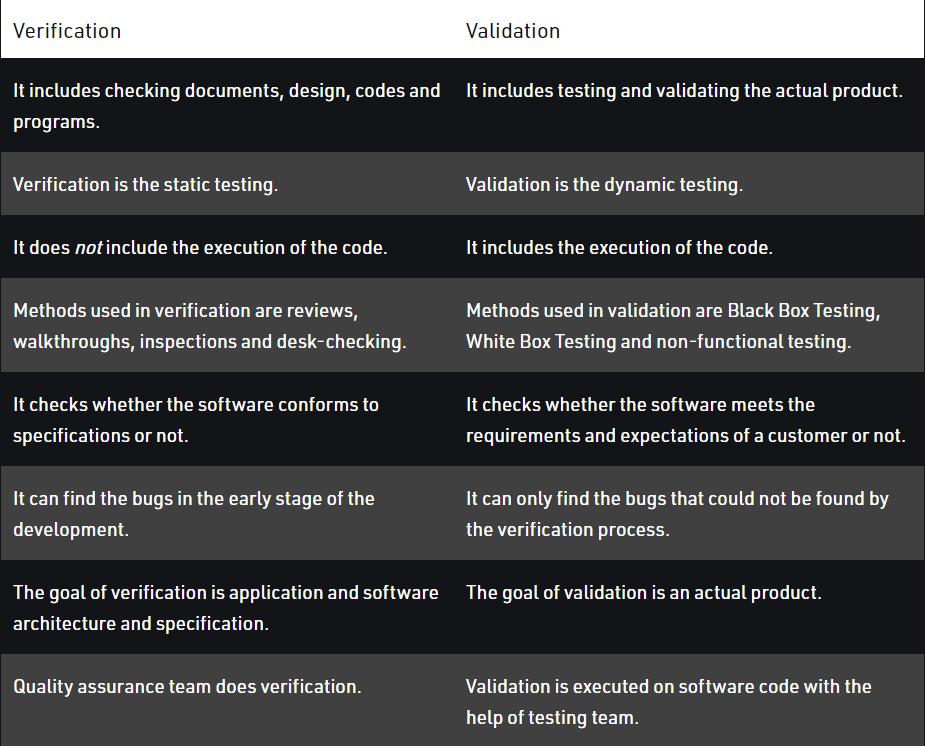 Verification
Validation
It includes checking documents, design, codes and
programs.
It includes testing and validating the actual product.
Verification is the static testing.
Validation is the dynamic testing.
It does not include the execution of the code.
It includes the execution of the code.
Methods used in verification are reviews,
walkthroughs, inspections and desk-checking.
Methods used in validation are Black Box Testing,
White Box Testing and non-functional testing.
It checks whether the software conforms to
specifications or not.
It checks whether the software meets the
requirements and expectations of a customer or not.
It can find the bugs in the early stage of the
development.
It can only find the bugs that could not be found by
the verification process.
The goal of verification is application and software
architecture and specification.
The goal of validation is an actual product.
Quality assurance team does verification.
Validation is executed on software code with the
help of testing team.